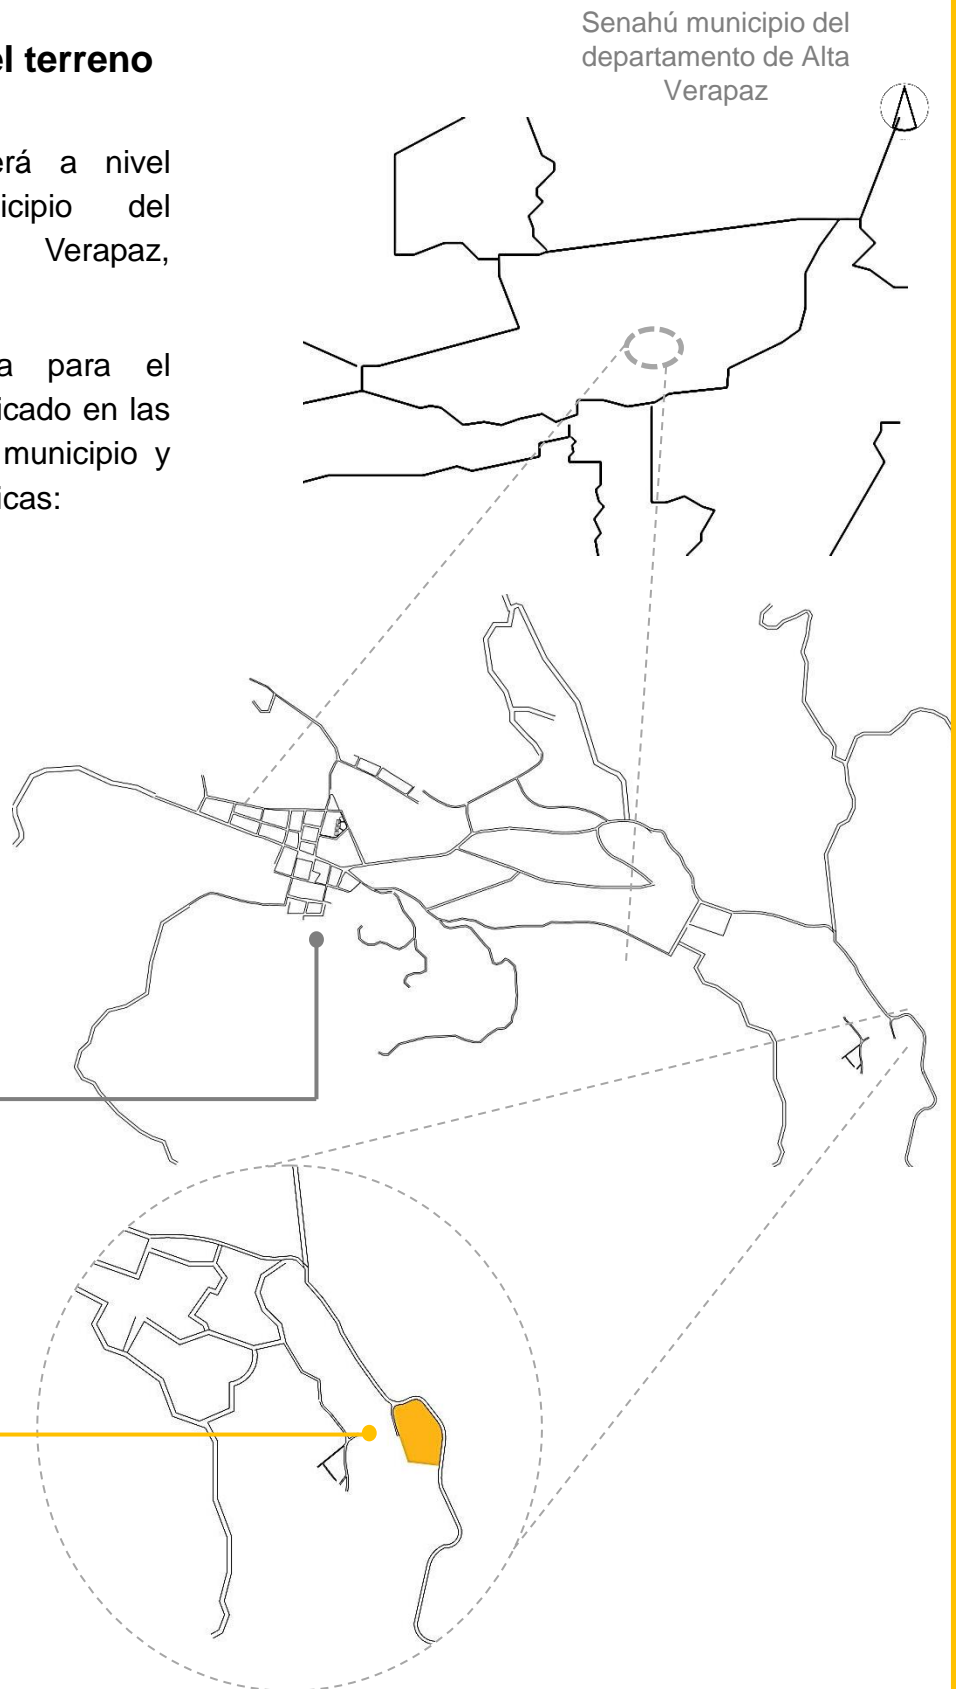 Senahú municipio del
departamento de Alta
Verapaz
el terreno
erá a nivel
icipio del
Verapaz,
a para el
icado en las
municipio y
icas: